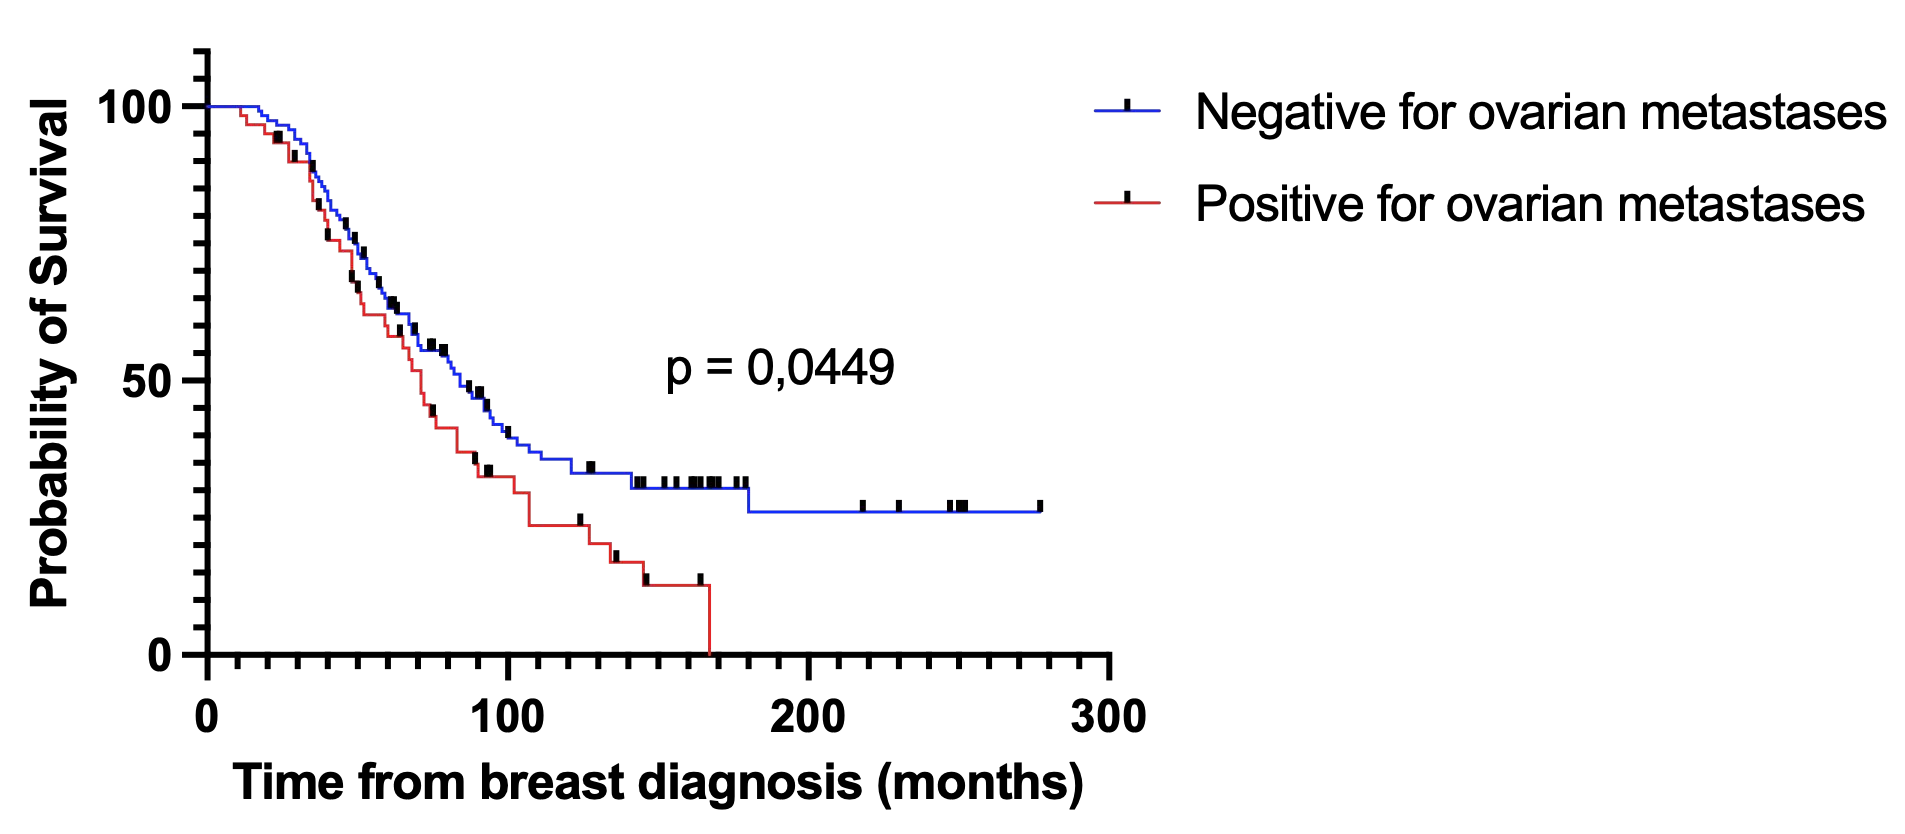 Probability of Survival
100
50
0
0 100 200 300
Time from breast diagnosis (months)
p = 0,0449
Negative for ovarian metastases
Positive for ovarian metastases